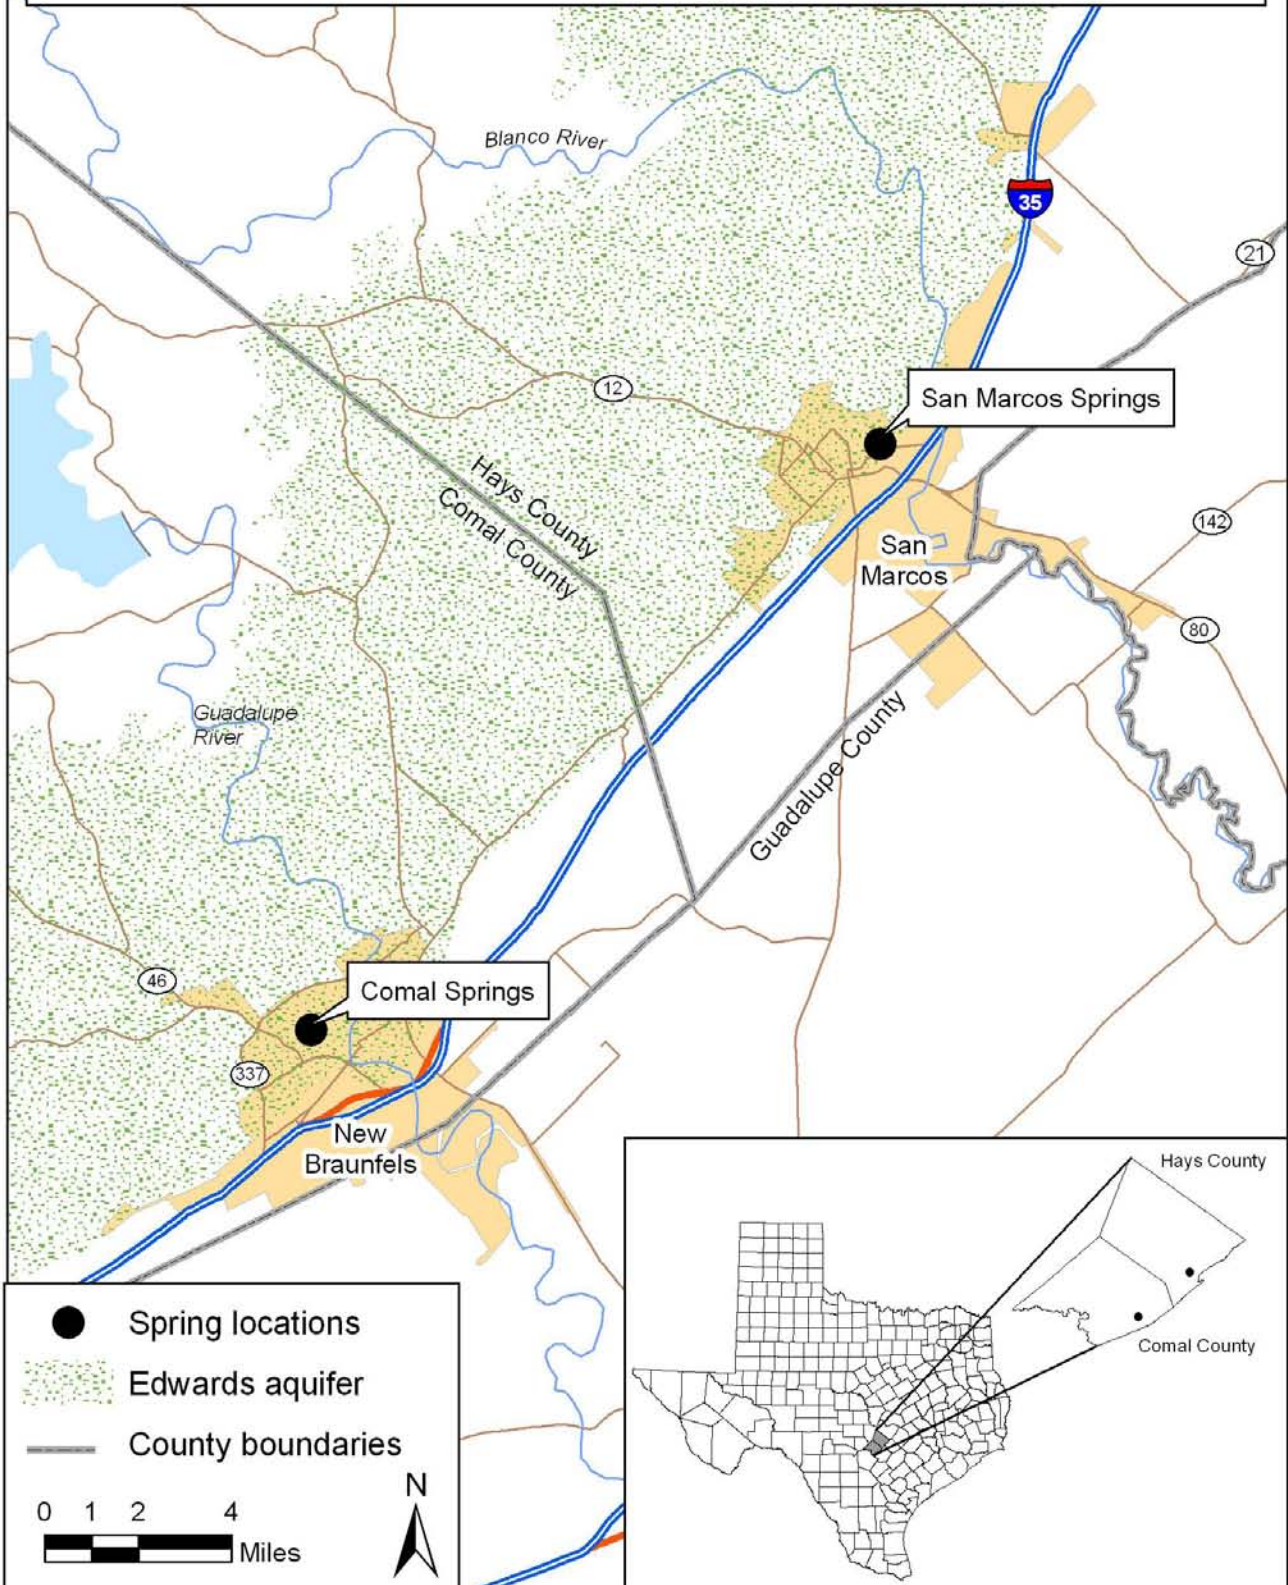 Blanco River
35
21
12
San Marcos Springs
Hays County
Comal County
142
San
Marcos
80
Guadalupe
River
Guadalupe County
46
Comal Springs
337
New
Braunfels
Spring locations
Edwards aquifer
County boundaries
N
0 1 2 4
Miles
Hays County
Comal County